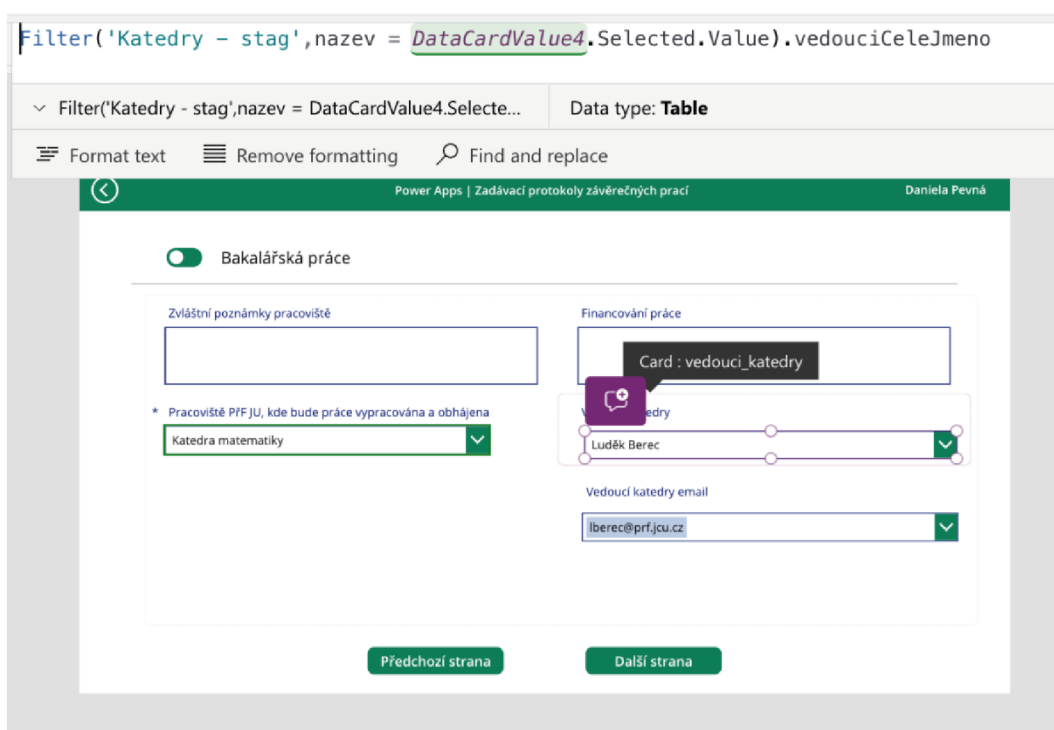 Filter('Katedry – stag',nazev = DataCardValue4.Selected.Value).vedouciCeleJmeno
Filter('Katedry - stag',nazev = DataCardValue4.Selecte...
Data type: Table
Format text
Remove formatting
Find and replace
Power Apps | Zadávací protokoly závěrečných prací
Daniela Pevná
Bakalářská práce
Zvláštní poznámky pracoviště
Financování práce
Card : vedouci_katedry
* Pracoviště PřF JU, kde bude práce vypracována a obhájena
Katedra matematiky
Luděk Berec
Vedoucí katedry email
lberec@prf.jcu.cz
Předchozí strana
Další strana